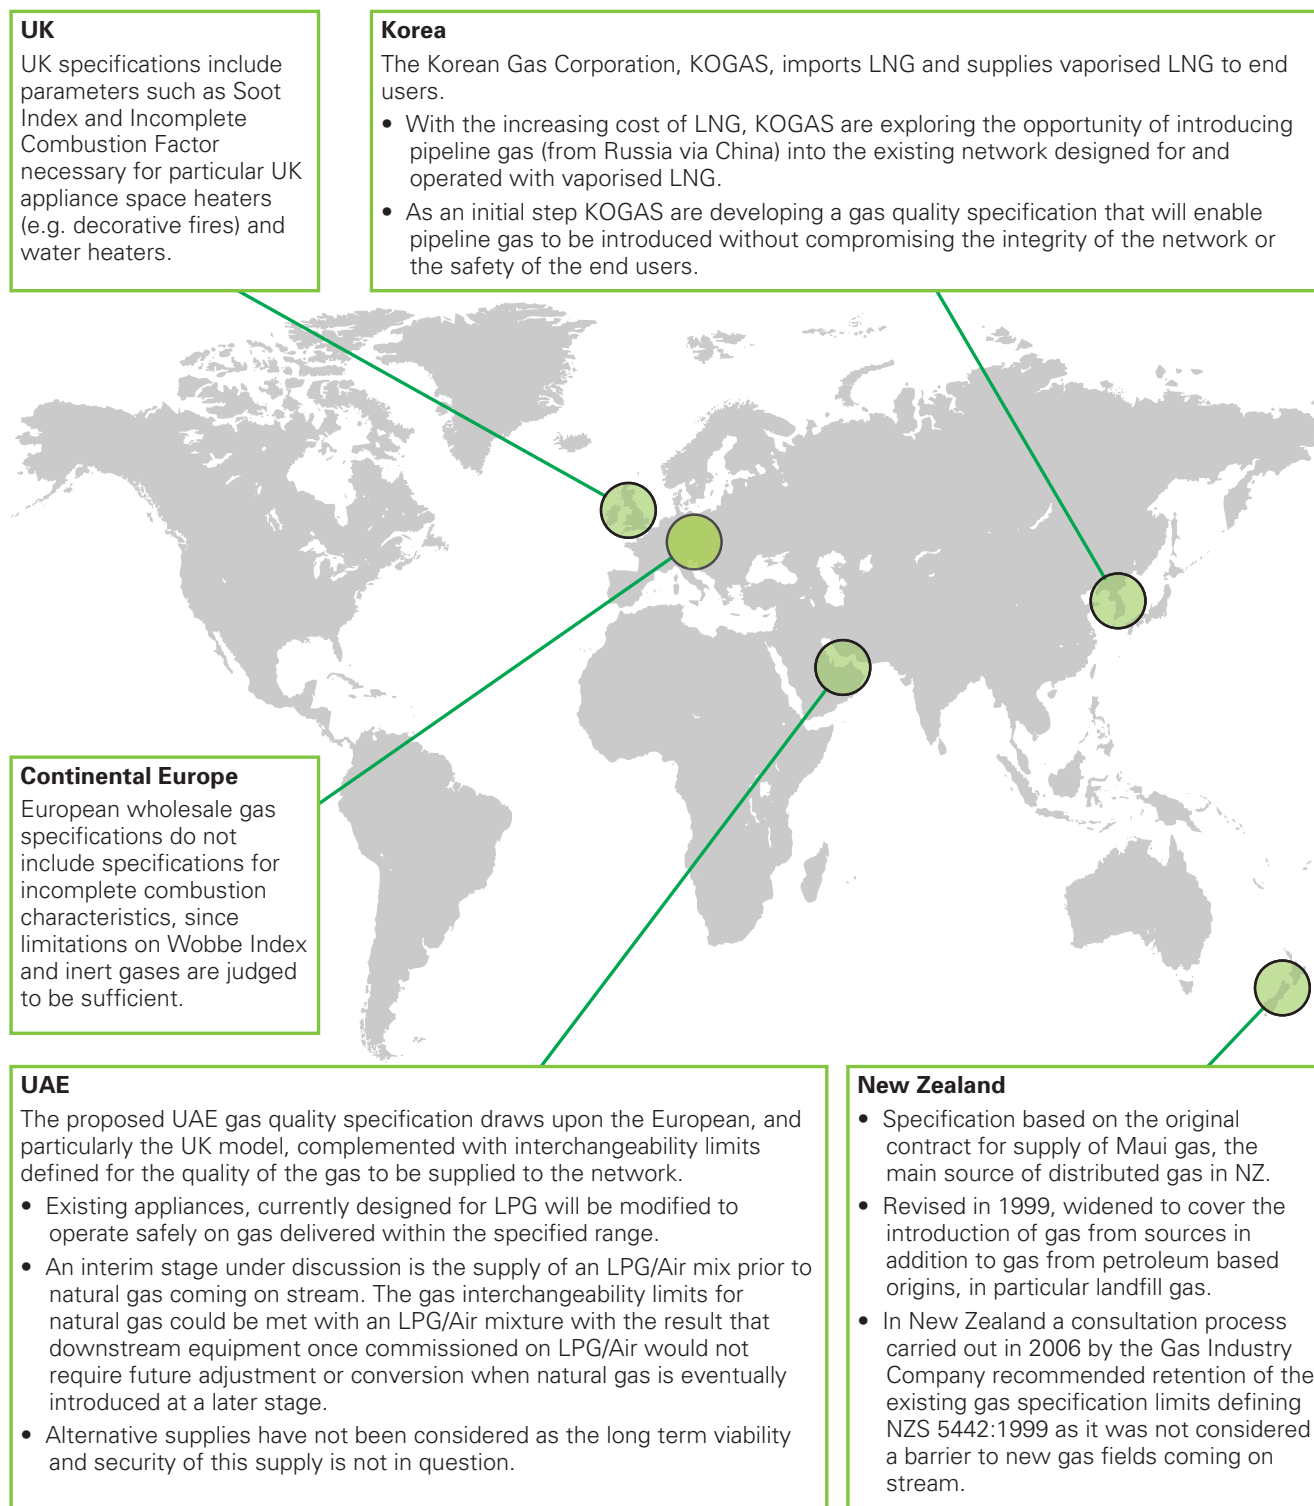 UK
UK specifications include
parameters such as Soot
Index and Incomplete
Combustion Factor
necessary for particular UK
appliance space heaters
(e.g. decorative fires) and
water heaters.
Korea
The Korean Gas Corporation, KOGAS, imports LNG and supplies vaporised LNG to end
users.
• With the increasing cost of LNG, KOGAS are exploring the opportunity of introducing
pipeline gas (from Russia via China) into the existing network designed for and
operated with vaporised LNG.
• As an initial step KOGAS are developing a gas quality specification that will enable
pipeline gas to be introduced without compromising the integrity of the network or
the safety of the end users.
Continental Europe
European wholesale gas
specifications do not
include specifications for
incomplete combustion
characteristics, since
limitations on Wobbe Index
and inert gases are judged
to be sufficient.
UAE
The proposed UAE gas quality specification draws upon the European, and
particularly the UK model, complemented with interchangeability limits
defined for the quality of the gas to be supplied to the network.
• Existing appliances, currently designed for LPG will be modified to
operate safely on gas delivered within the specified range.
• An interim stage under discussion is the supply of an LPG/Air mix prior to
natural gas coming on stream. The gas interchangeability limits for
natural gas could be met with an LPG/Air mixture with the result that
downstream equipment once commissioned on LPG/Air would not
require future adjustment or conversion when natural gas is eventually
introduced at a later stage.
• Alternative supplies have not been considered as the long term viability
and security of this supply is not in question.
New Zealand
• Specification based on the original
contract for supply of Maui gas, the
main source of distributed gas in NZ.
• Revised in 1999, widened to cover the
introduction of gas from sources in
addition to gas from petroleum based
origins, in particular landfill gas.
• In New Zealand a consultation process
carried out in 2006 by the Gas Industry
Company recommended retention of the
existing gas specification limits defining
NZS 5442:1999 as it was not considered
a barrier to new gas fields coming on
stream.